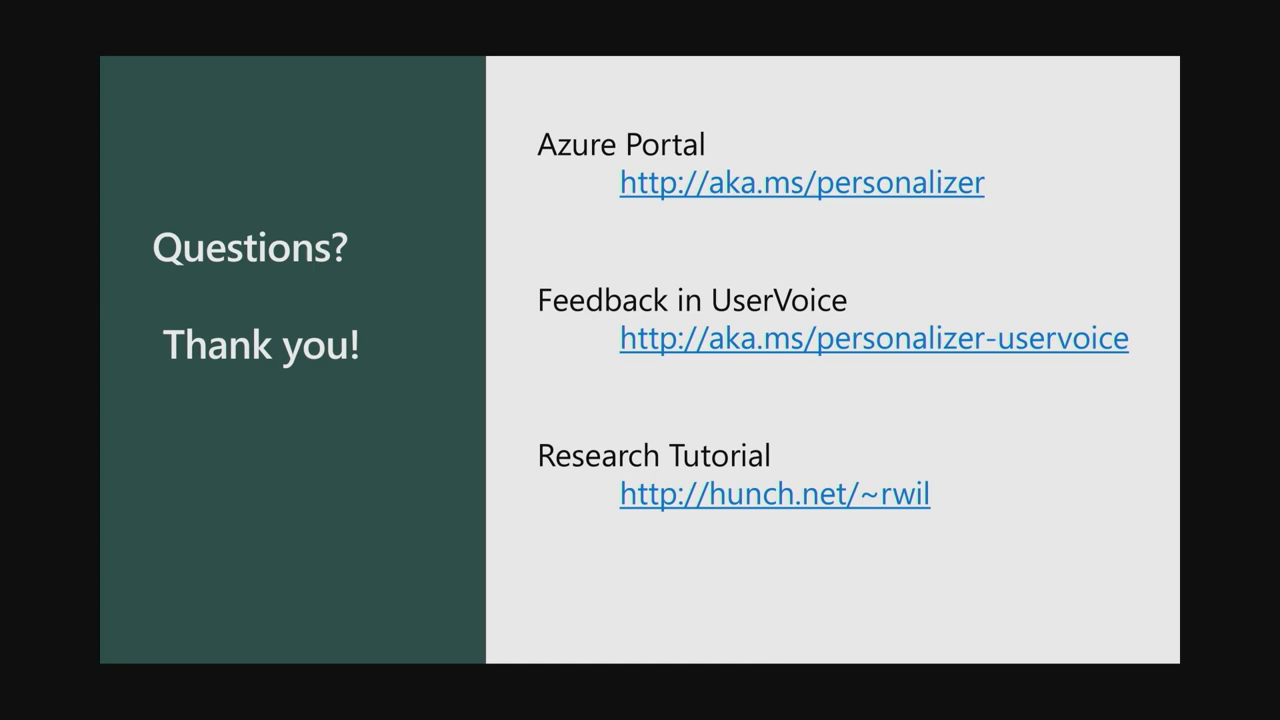 Questions?
Thank you!
Azure Portal
http://aka.ms/personalizer
Feedback in UserVoice
http://aka.ms/personalizer-uservoice
Research Tutorial
http://hunch.net/~rwil